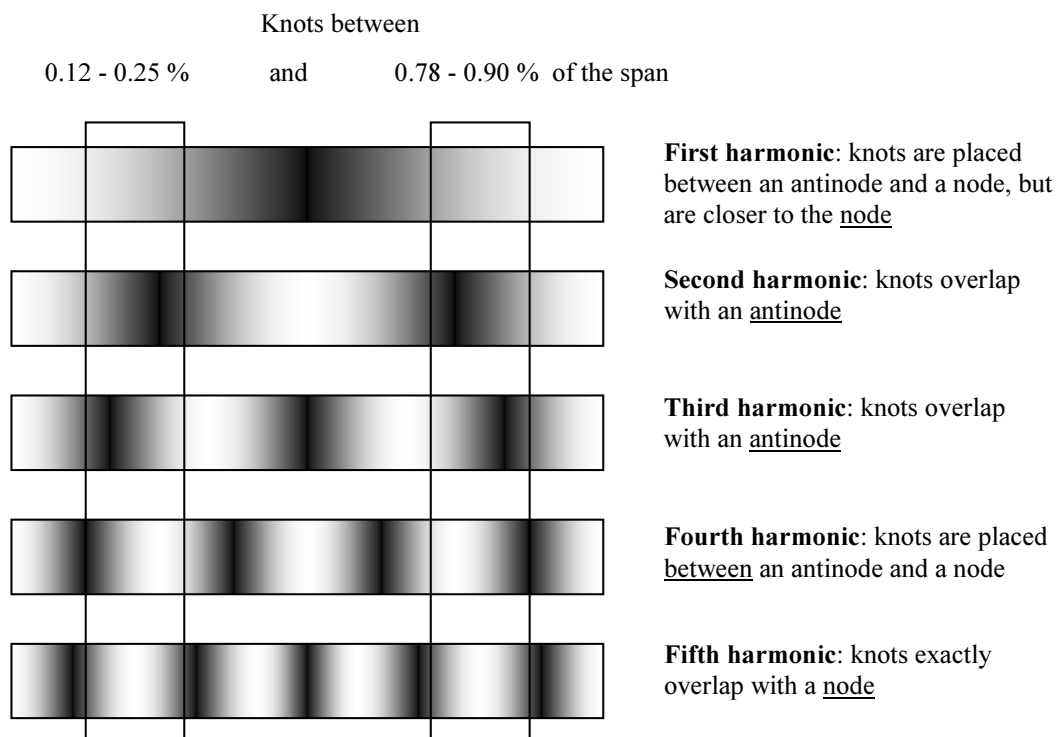 Knots between
0.12 - 0.25 % and 0.78 - 0.90 % of the span
First harmonic: knots are placed
between an antinode and a node, but
are closer to the node
Second harmonic: knots overlap
with an antinode
Third harmonic: knots overlap
with an antinode
Fourth harmonic: knots are placed
between an antinode and a node
Fifth harmonic: knots exactly
overlap with a node